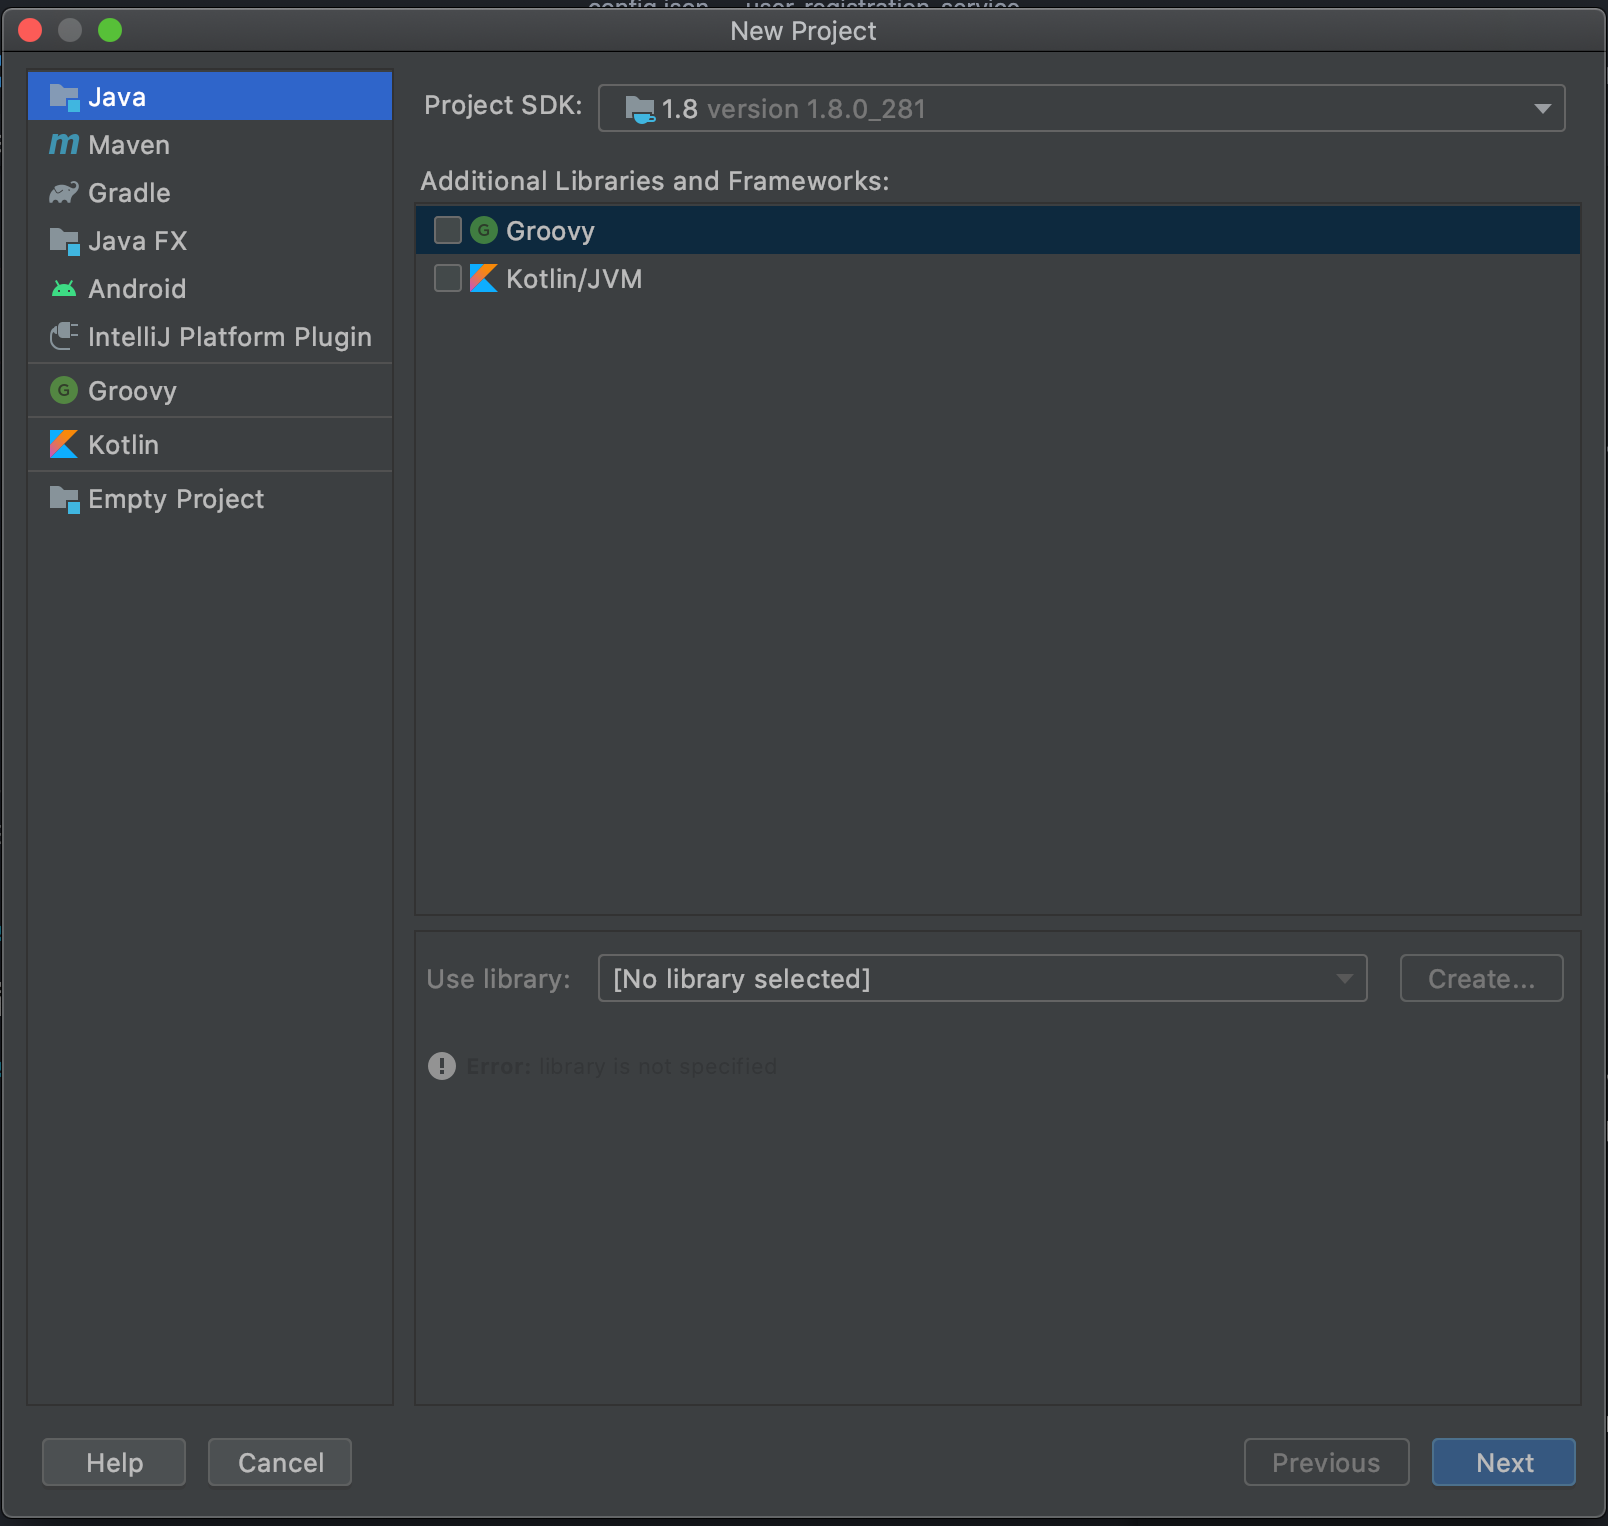 New Project
Java
Maven
Gradle
Java FX
Android
IntelliJ Platform Plugin
Groovy
Kotlin
Empty Project
Project SDK: 1.8 version 1.8.0_281
Additional Libraries and Frameworks:
Groovy
Kotlin/JVM
Use library: [No library selected] Create...
Error: library is not specified
Help Cancel Previous Next